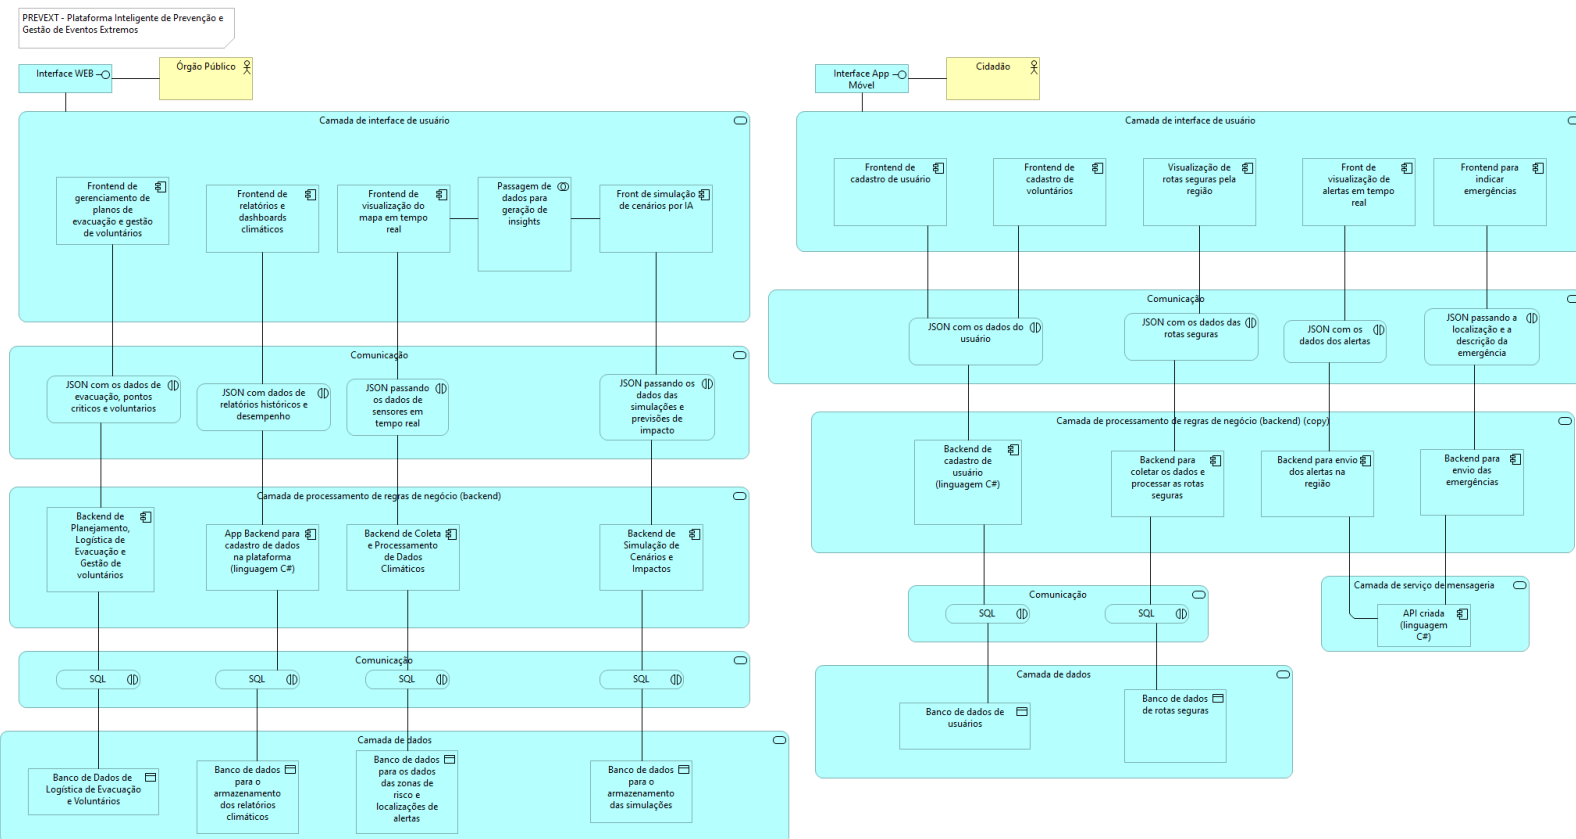 PREVEXT - Plataforma Inteligente de Prevenção e
Gestão de Eventos Extremos
Interface WEB
Órgão Público
Camada de interface de usuário
Frontend de
gerenciamento de
planos de
evacuação e gestão
de voluntários
Frontend de
relatórios e
dashboards
climáticos
Frontend de
visualização do
mapa em tempo
real
Passagem de
dados para
geração de
insights
Front de simulação
de cenários por IA
Comunicação
JSON com os dados de
evacuação, pontos
criticos e voluntarios
JSON com dados de
relatórios históricos e
desempenho
JSON passando
os dados de
sensores em
tempo real
JSON passando os
dados das
simulações e
previsões de
impacto
Camada de processamento de regras de negócio (backend)
Backend de
Planejamento,
Logística de
Evacuação e
Gestão de
voluntários
App Backend para
cadastro de dados
na plataforma
(linguagem C#)
Backend de Coleta
e Processamento
de Dados
Climáticos
Backend de
Simulação de
Cenários e
Impactos
Comunicação
SQL
SQL
SQL
SQL
Camada de dados
Banco de Dados de
Logística de Evacuação
e Voluntários
Banco de dados
para o
armazenamento
dos relatórios
climáticos
Banco de dados
para os dados
das zonas de
risco e
localizações de
alertas
Banco de dados
para o
armazenamento
das simulações
Interface App
Móvel
Cidadão
Camada de interface de usuário
Frontend de
cadastro de usuário
Frontend de
cadastro de
voluntários
Visualização de
rotas seguras pela
região
Front de
visualização de
alertas em tempo
real
Frontend para
indicar
emergências
Comunicação
JSON com os dados do
usuário
JSON com os dados das
rotas seguras
JSON com os
dados dos alertas
JSON passando a
localização e a
descrição da
emergência
Camada de processamento de regras de negócio (backend) (copy)
Backend de
cadastro de
usuário
(linguagem C#)
Backend para
coletar os dados e
processar as rotas
seguras
Backend para envio
dos alertas na
região
Backend para
envio das
emergências
Comunicação
SQL
SQL
Camada de serviço de mensageria
API criada
(linguagem
C#)
Camada de dados
Banco de dados de
usuários
Banco de dados
de rotas seguras